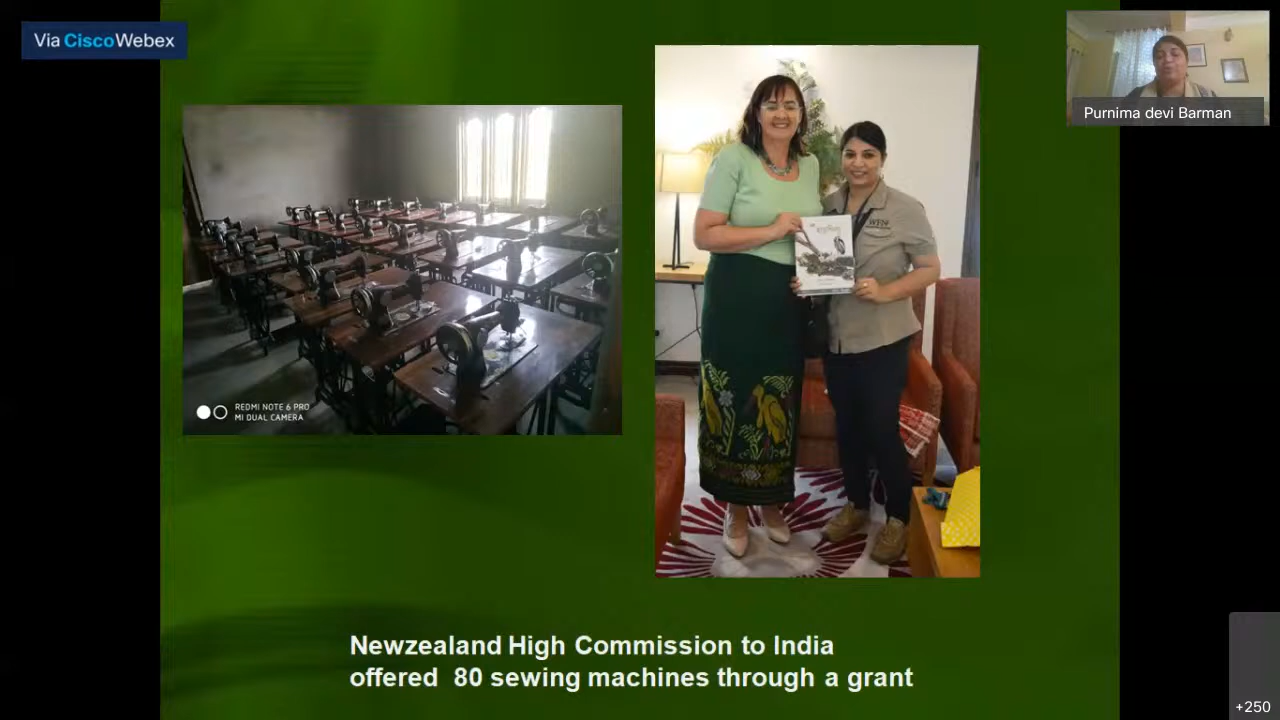 Via CiscoWebex
Purnima devi Barman
REDMI NOTE 6 PRO
MI DUAL CAMERA
Newzealand High Commission to India
offered 80 sewing machines through a grant
+250